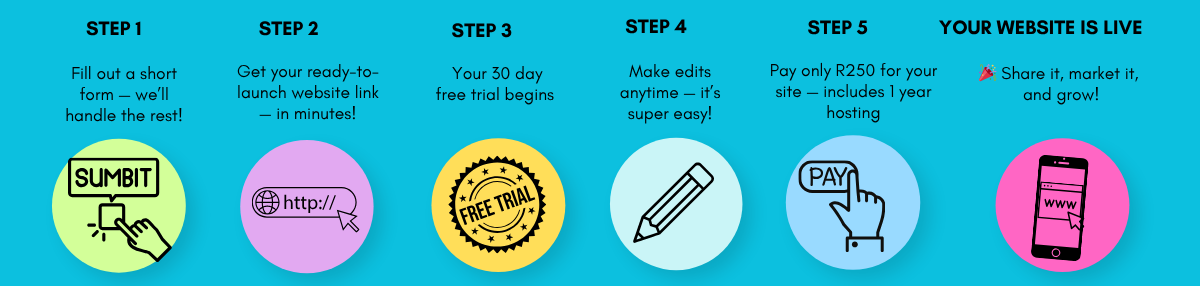 STEP 1
Fill out a short
form — we'll
handle the rest!
SUMBIT
STEP 2
Get your ready-to-
launch website link
— in minutes!
http://
STEP 3
Your 30 day
free trial begins
FREE TRIAL
STEP 4
Make edits
anytime — it's
super easy!
STEP 5
Pay only R250 for your
site — includes 1 year
hosting
PAY
YOUR WEBSITE IS LIVE
🎉 Share it, market it,
and grow!
www